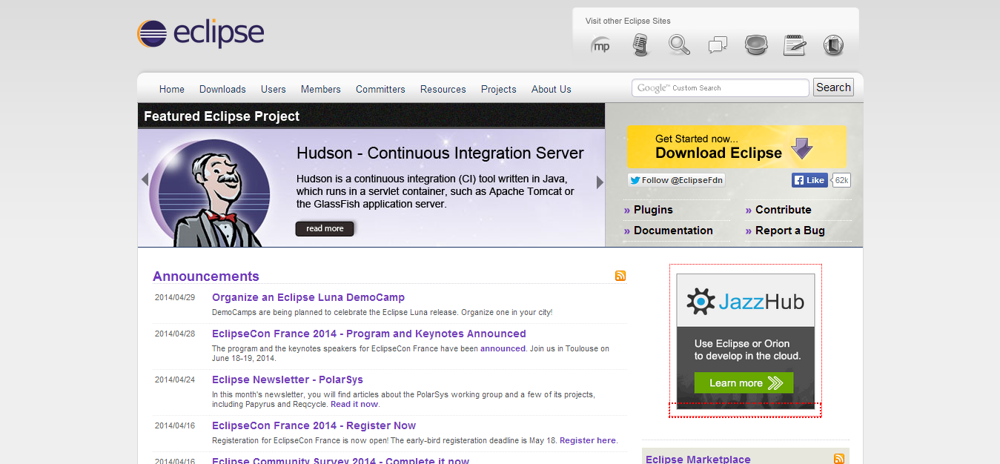 eclipse
Visit other Eclipse Sites
mp
Home Downloads Users Members Committers Resources Projects About Us
Google™ Custom Search
Search
Featured Eclipse Project
Hudson - Continuous Integration Server
Hudson is a continuous integration (CI) tool written in Java,
which runs in a servlet container, such as Apache Tomcat or
the GlassFish application server.
read more
Get Started now...
Download Eclipse
Follow @EclipseFdn
Like 62k
» Plugins
» Contribute
» Documentation
» Report a Bug
Announcements
2014/04/29 Organize an Eclipse Luna DemoCamp
DemoCamps are being planned to celebrate the Eclipse Luna release. Organize one in your city!
2014/04/28 EclipseCon France 2014 - Program and Keynotes Announced
The program and the keynotes speakers for EclipseCon France have been announced. Join us in Toulouse on
June 18-19, 2014.
2014/04/24 Eclipse Newsletter - PolarSys
In this month's newsletter, you will find articles about the PolarSys working group and a few of its projects,
including Papyrus and Reqcycle. Read it now.
2014/04/16 EclipseCon France 2014 - Register Now
Registeration for EclipseCon France is now open! The early-bird registeration deadline is May 18. Register here.
2014/04/16 Eclipse Community Survey 2014 - Complete it now
JazzHub
Use Eclipse or Orion
to develop in the cloud.
Learn more
Eclipse Marketplace